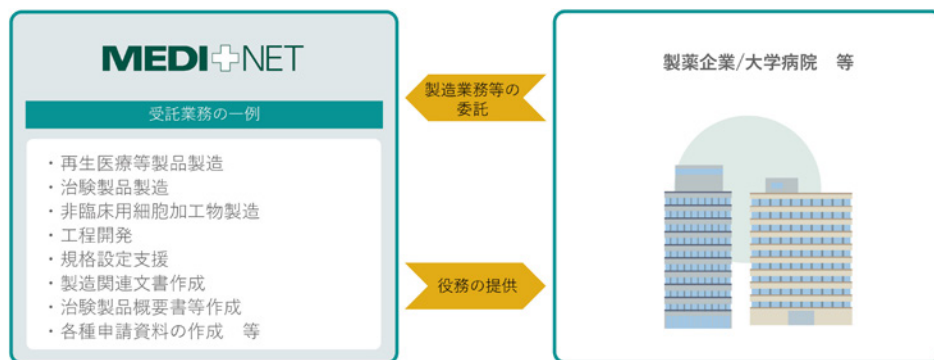 MEDI+NET
受託業務の一例
・再生医療等製品製造
・治験製品製造
・非臨床用細胞加工物製造
・工程開発
・規格設定支援
・製造関連文書作成
・治験製品概要書等作成
・各種申請資料の作成　等
製造業務等の
委託
役務の提供
製薬企業/大学病院　等